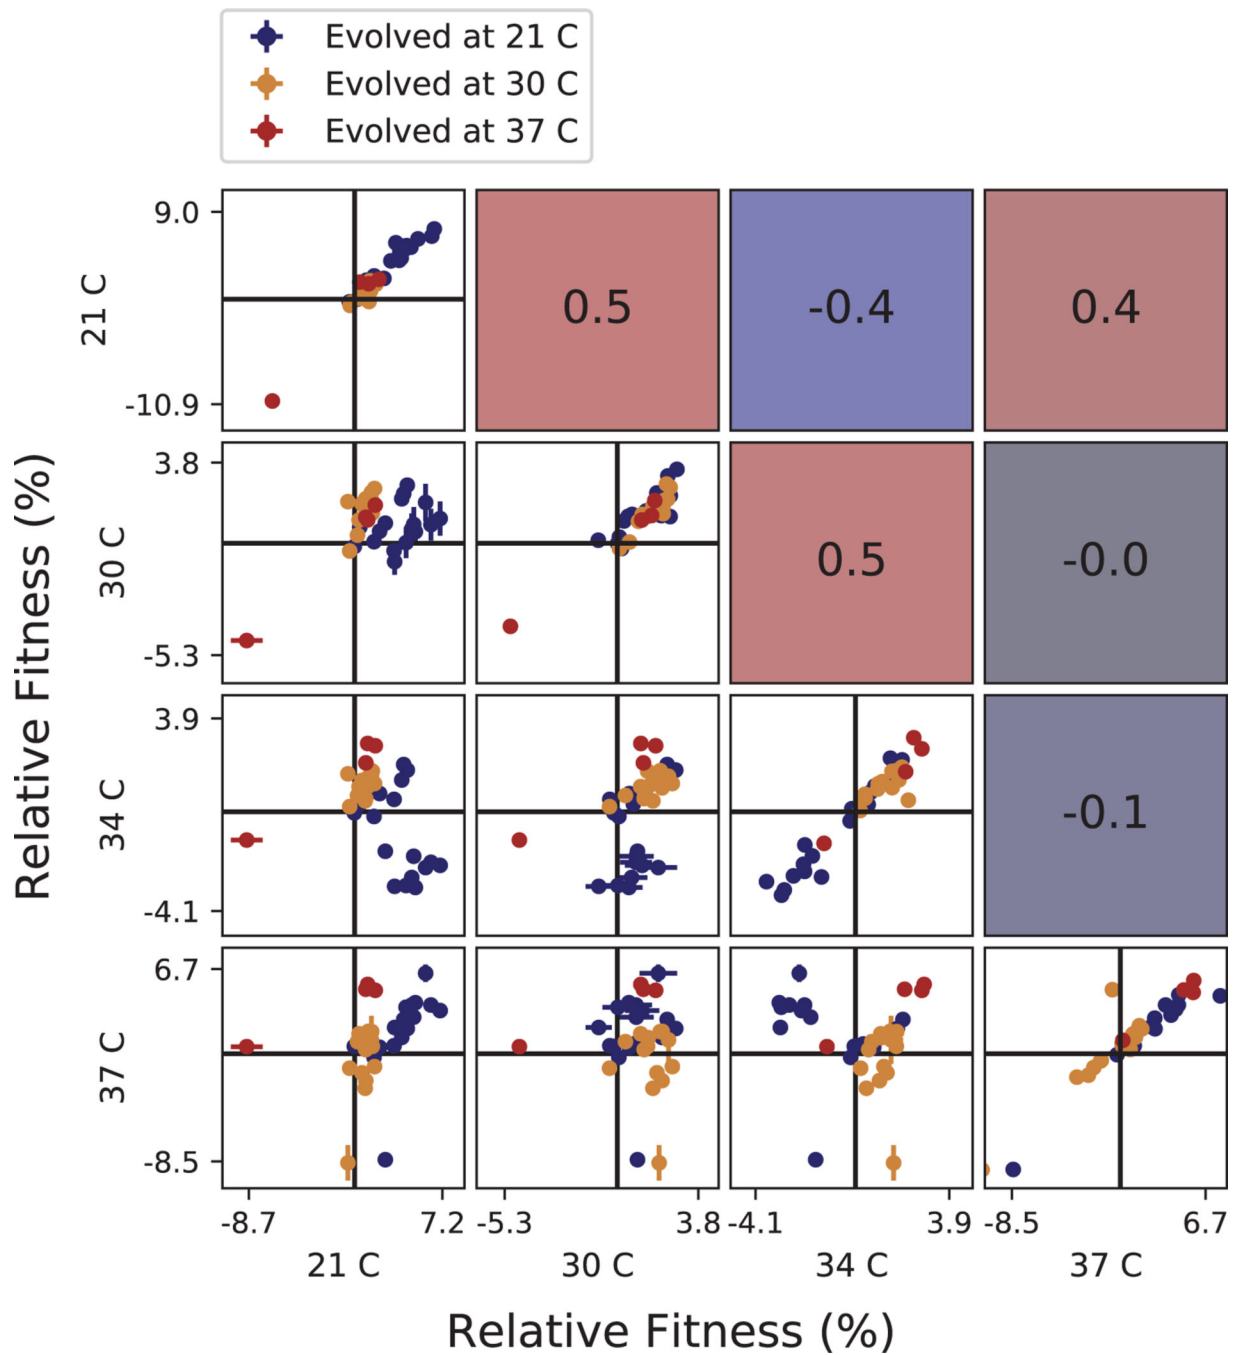 Evolved at 21 C
Evolved at 30 C
Evolved at 37 C
9.0
-10.9
21 C
0.5
-0.4
0.4
3.8
-5.3
30 C
0.5
-0.0
3.9
-4.1
34 C
-0.1
6.7
-8.5
37 C
Relative Fitness (%)
-8.7 7.2 -5.3 3.8 -4.1 3.9 -8.5 6.7
21 C 30 C 34 C 37 C
Relative Fitness (%)